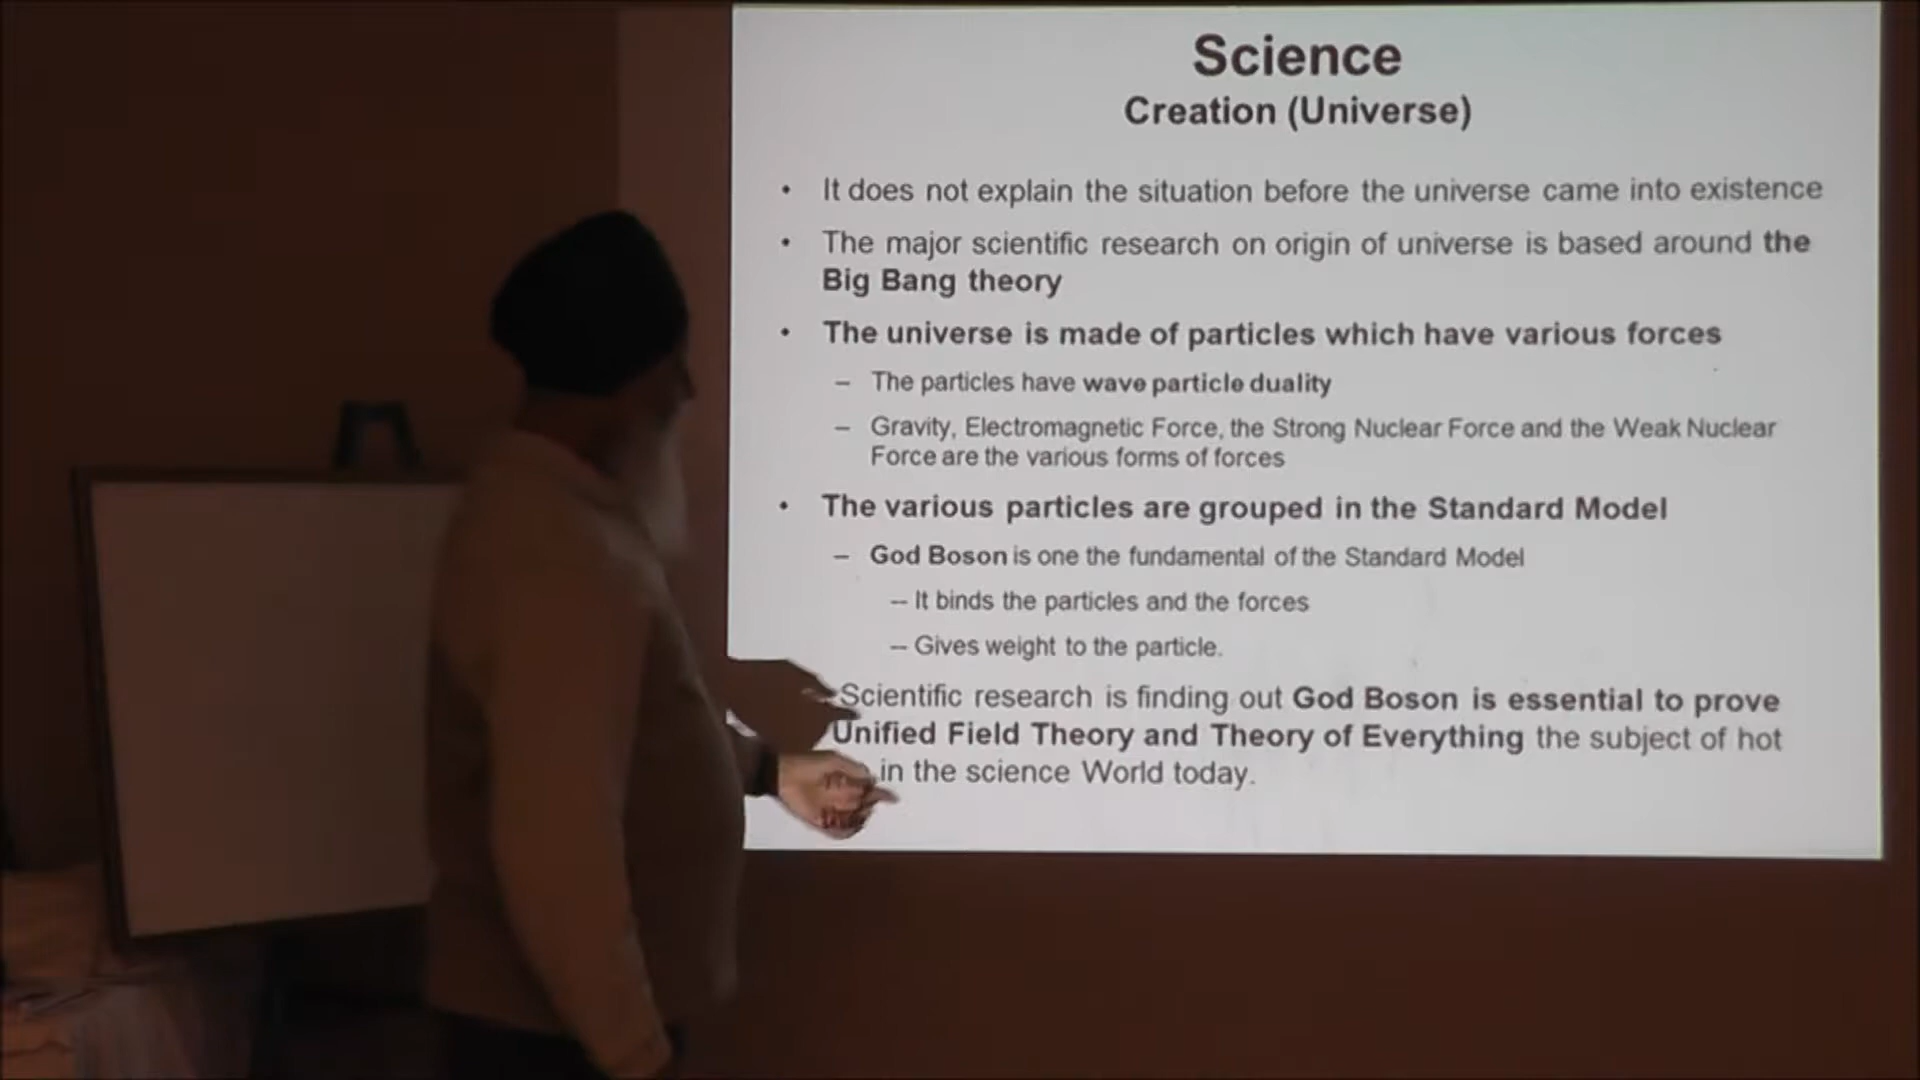 Science
Creation (Universe)
• It does not explain the situation before the universe came into existence
• The major scientific research on origin of universe is based around the
Big Bang theory
• The universe is made of particles which have various forces
– The particles have wave particle duality
– Gravity, Electromagnetic Force, the Strong Nuclear Force and the Weak Nuclear
Force are the various forms of forces
• The various particles are grouped in the Standard Model
– God Boson is one the fundamental of the Standard Model
-- It binds the particles and the forces
-- Gives weight to the particle.
Scientific research is finding out God Boson is essential to prove
Unified Field Theory and Theory of Everything the subject of hot
in the science World today.